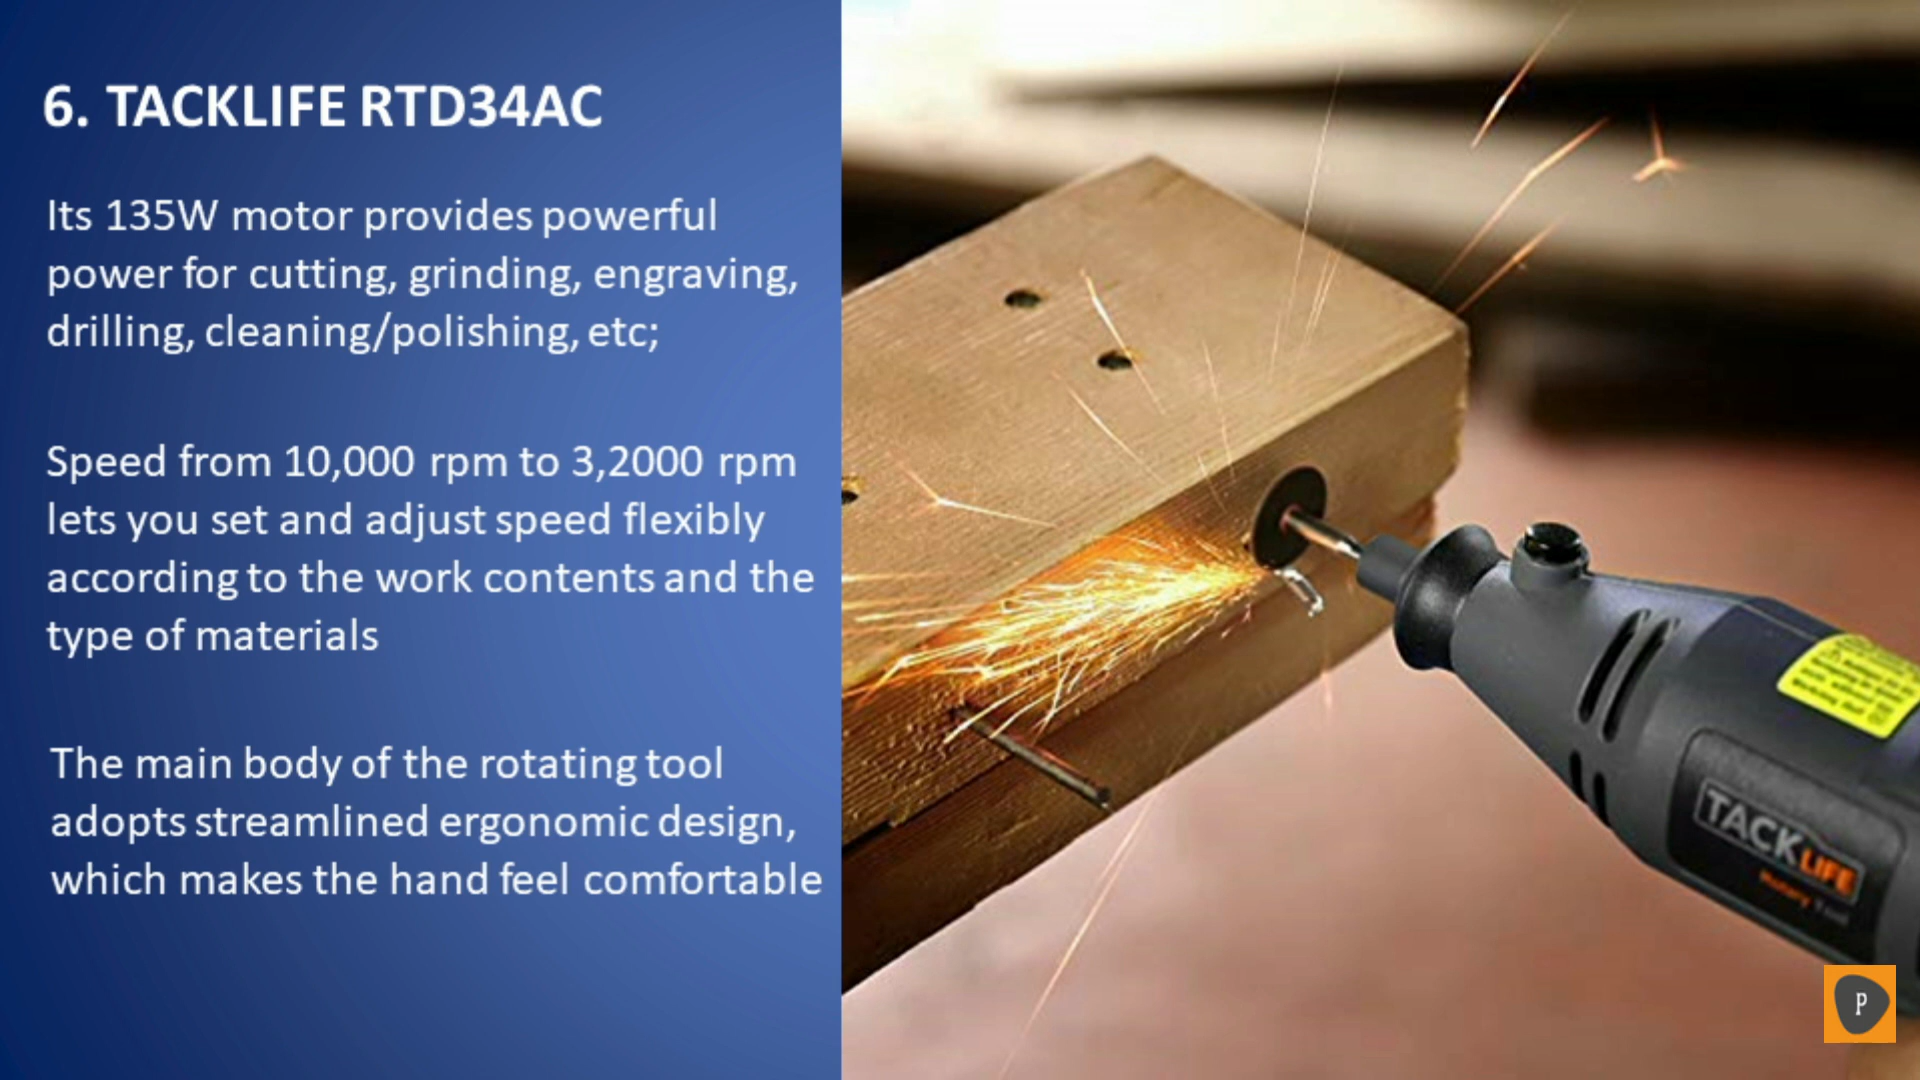 6. TACKLIFE RTD34AC
Its 135W motor provides powerful
power for cutting, grinding, engraving,
drilling, cleaning/polishing, etc;
Speed from 10,000 rpm to 3,2000 rpm
lets you set and adjust speed flexibly
according to the work contents and the
type of materials
The main body of the rotating tool
adopts streamlined ergonomic design,
which makes the hand feel comfortable
TACKLIFE
Rotary Tool
P